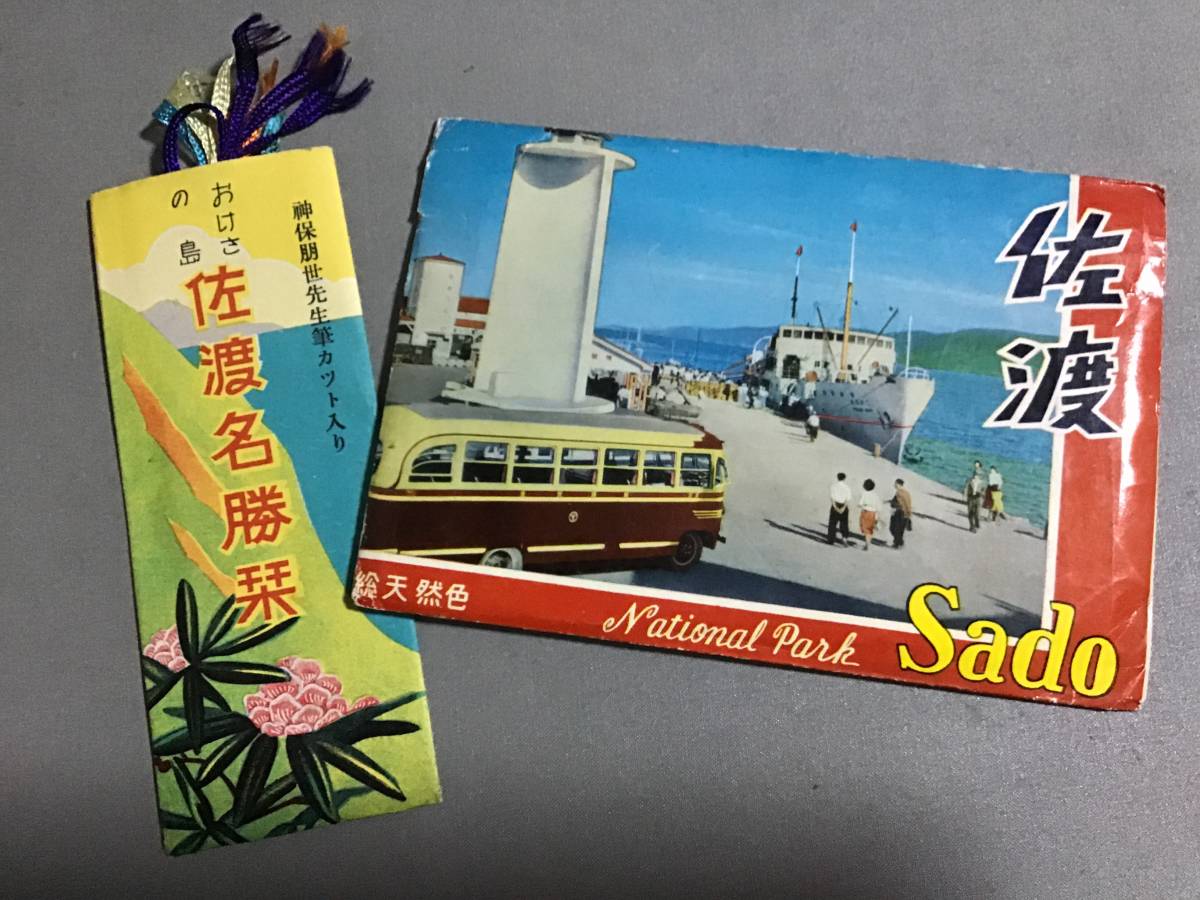 神保朋世先生筆カット入り
おけさ
の島
佐渡名勝栞
佐渡
総天然色
National Park
Sado